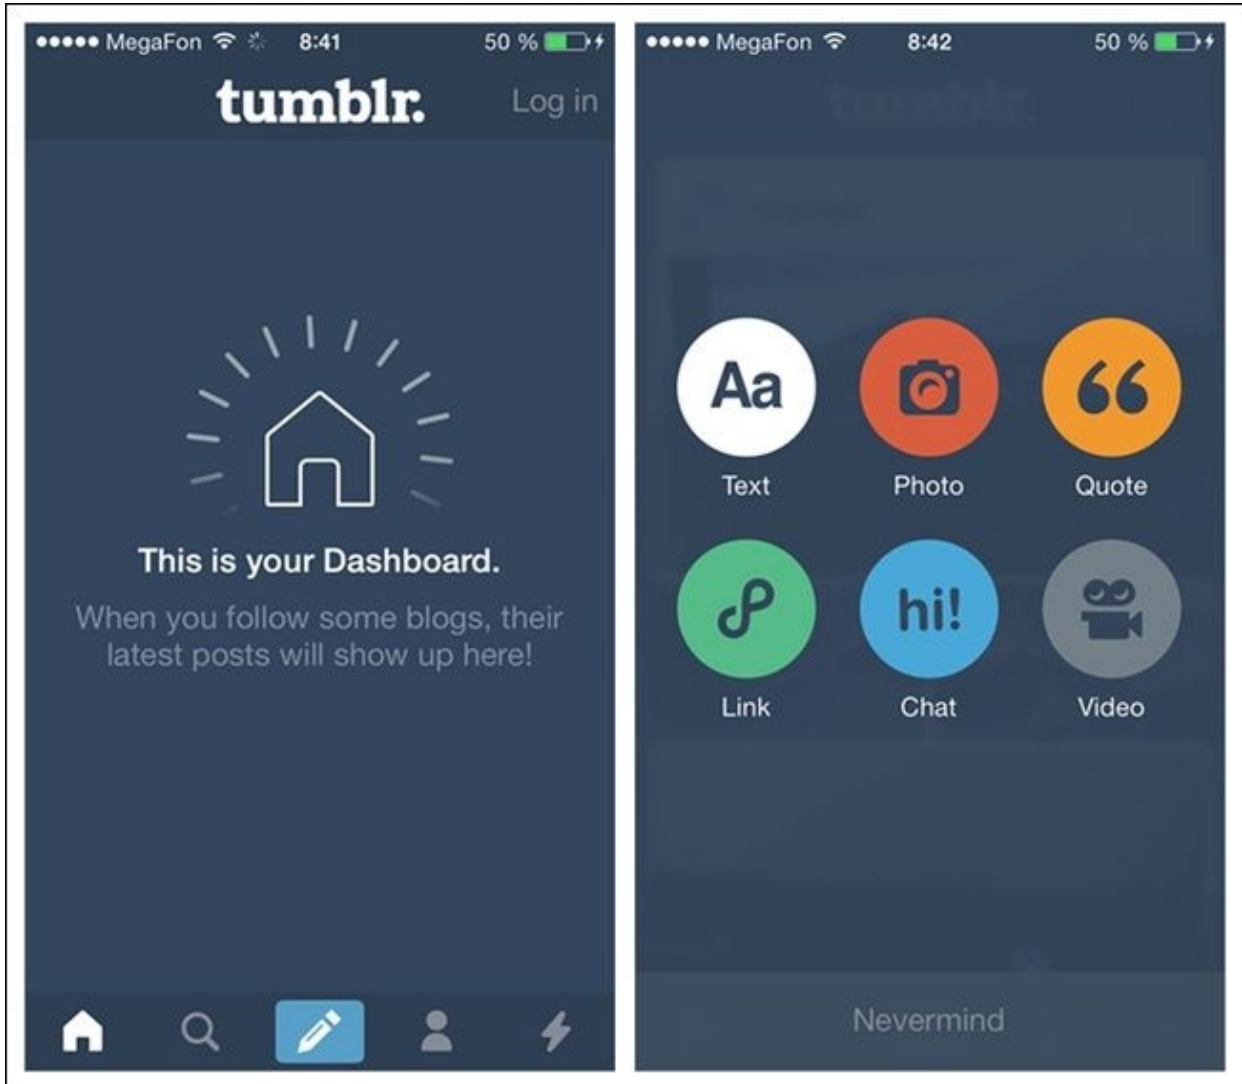 MegaFon 8:41 50 %
tumblr. Log in
This is your Dashboard.
When you follow some blogs, their
latest posts will show up here!
MegaFon 8:42 50 %
tumblr.
Aa
Text
Photo
Quote
Link
hi!
Chat
Video
Nevermind